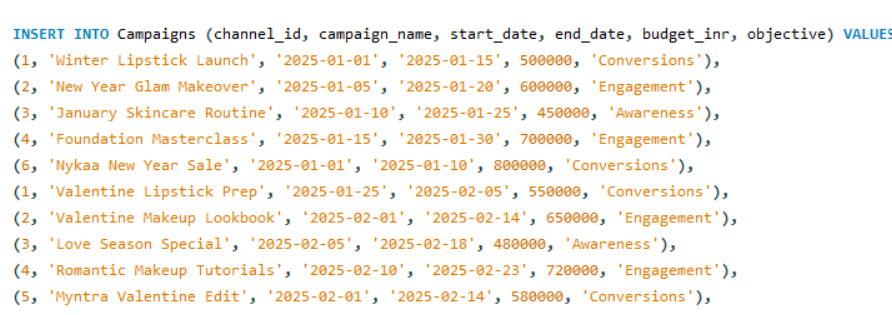 INSERT INTO Campaigns (channel_id, campaign_name, start_date, end_date, budget_inr, objective) VALUES
(1, 'Winter Lipstick Launch', '2025-01-01', '2025-01-15', 500000, 'Conversions'),
(2, 'New Year Glam Makeover', '2025-01-05', '2025-01-20', 600000, 'Engagement'),
(3, 'January Skincare Routine', '2025-01-10', '2025-01-25', 450000, 'Awareness'),
(4, 'Foundation Masterclass', '2025-01-15', '2025-01-30', 700000, 'Engagement'),
(6, 'Nykaa New Year Sale', '2025-01-01', '2025-01-10', 800000, 'Conversions'),
(1, 'Valentine Lipstick Prep', '2025-01-25', '2025-02-05', 550000, 'Conversions'),
(2, 'Valentine Makeup Lookbook', '2025-02-01', '2025-02-14', 650000, 'Engagement'),
(3, 'Love Season Special', '2025-02-05', '2025-02-18', 480000, 'Awareness'),
(4, 'Romantic Makeup Tutorials', '2025-02-10', '2025-02-23', 720000, 'Engagement'),
(5, 'Myntra Valentine Edit', '2025-02-01', '2025-02-14', 580000, 'Conversions'),